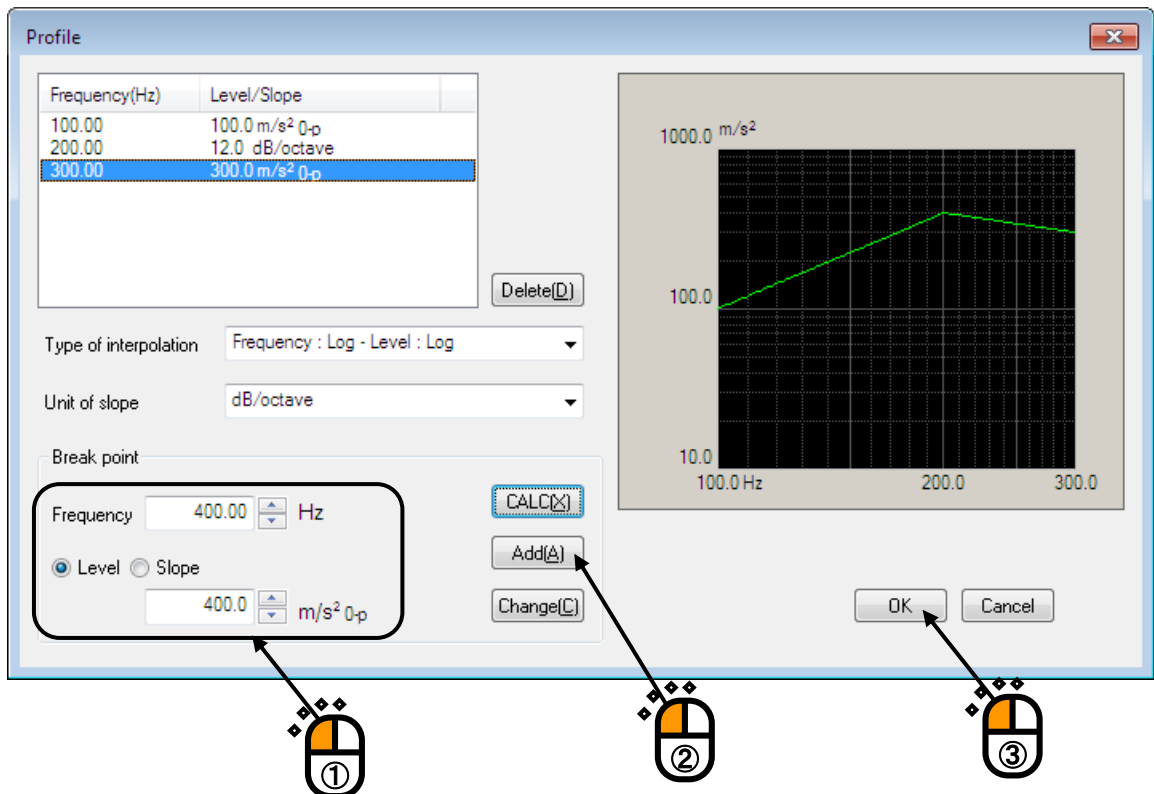 Profile
Frequency(Hz) Level/Slope
100.00 100.0 m/s² 0-p
200.00 12.0 dB/octave
300.00 300.0 m/s² 0-p
Delete(D)
Type of interpolation Frequency : Log - Level : Log
Unit of slope dB/octave
Break point
Frequency 400.00 Hz
Level Slope
400.0 m/s² 0-p
CALC(X)
Add(A)
Change(C)
1000.0 m/s²
100.0
10.0
100.0 Hz 200.0 300.0
OK Cancel
① ② ③